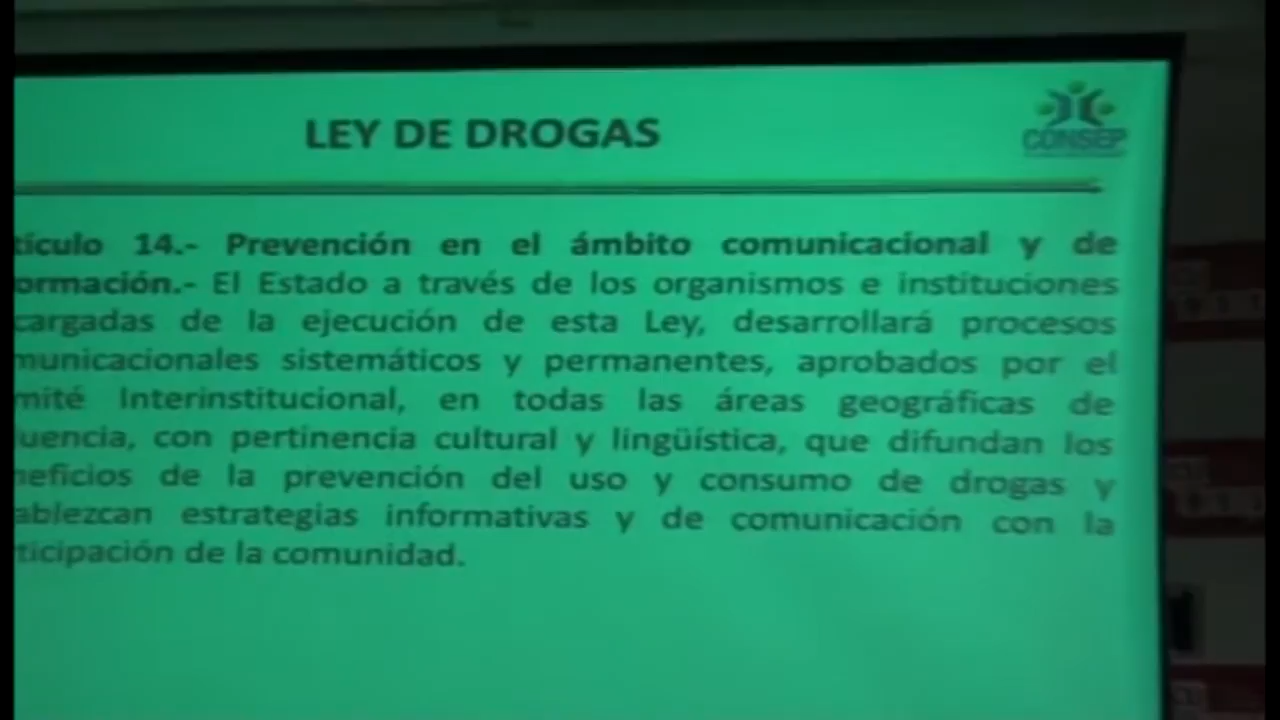 LEY DE DROGAS
CONSEP
tículo 14.- Prevención en el ámbito comunicacional y de
ormación.- El Estado a través de los organismos e instituciones
cargadas de la ejecución de esta Ley, desarrollará procesos
municacionales sistemáticos y permanentes, aprobados por el
mité Interinstitucional, en todas las áreas geográficas de
luencia, con pertinencia cultural y lingüística, que difundan los
neficios de la prevención del uso y consumo de drogas y
ablezcan estrategias informativas y de comunicación con la
ticipación de la comunidad.